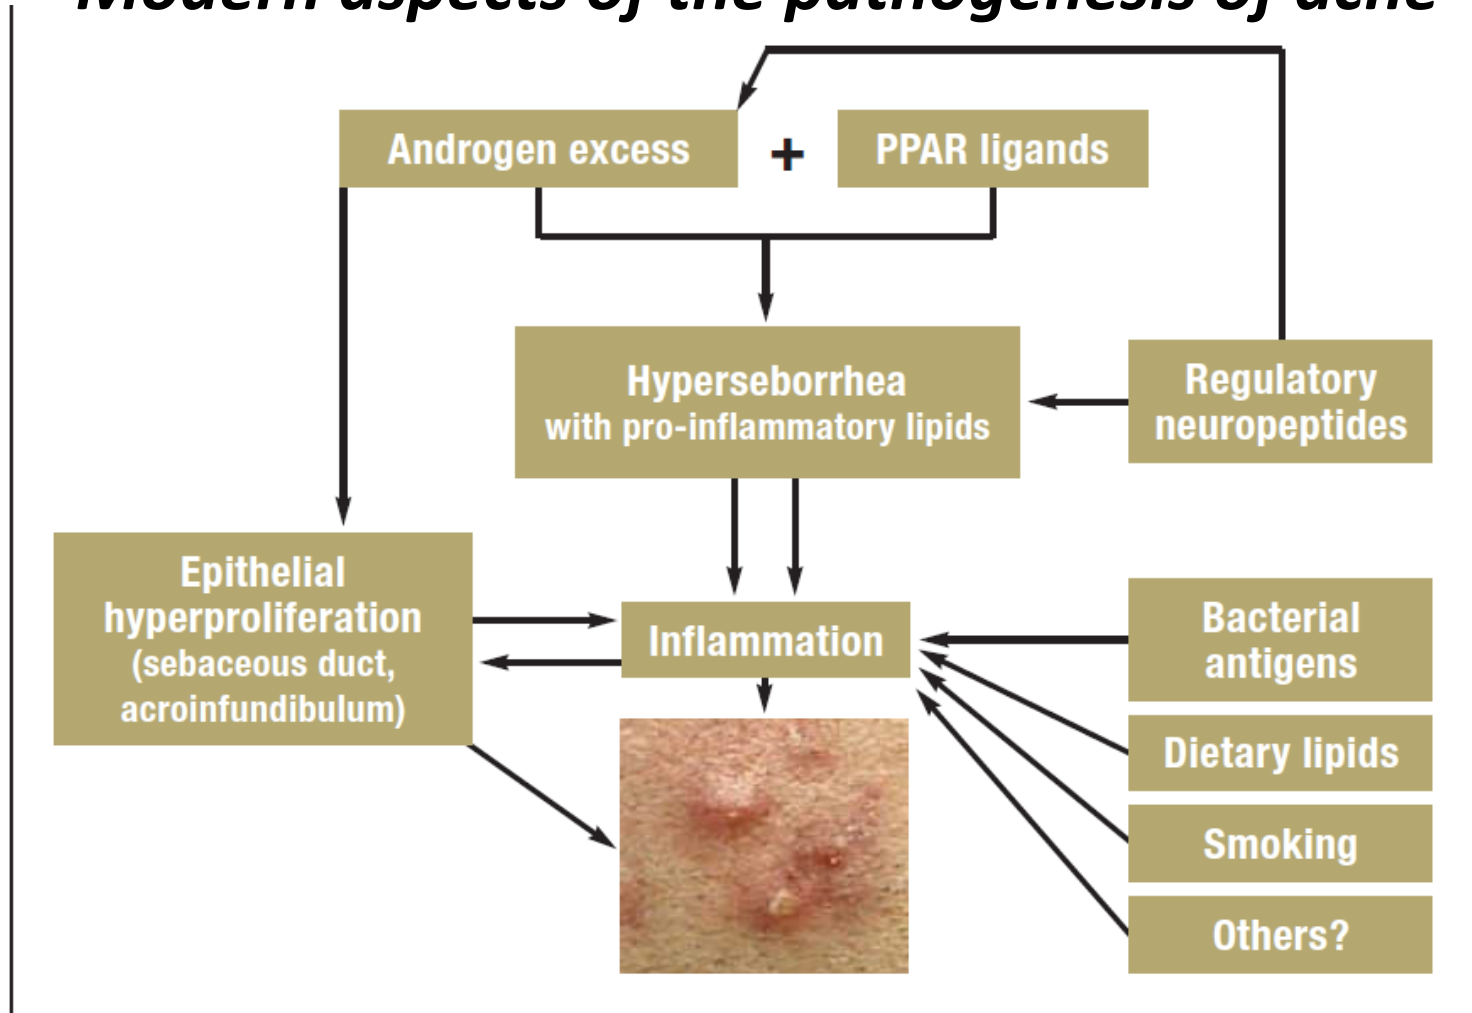 Modern aspects of the pathogenesis of acne
Androgen excess
+
PPAR ligands
Hyperseborrhea
with pro-inflammatory lipids
Regulatory
neuropeptides
Epithelial
hyperproliferation
(sebaceous duct,
acroinfundibulum)
Inflammation
Bacterial
antigens
Dietary lipids
Smoking
Others?